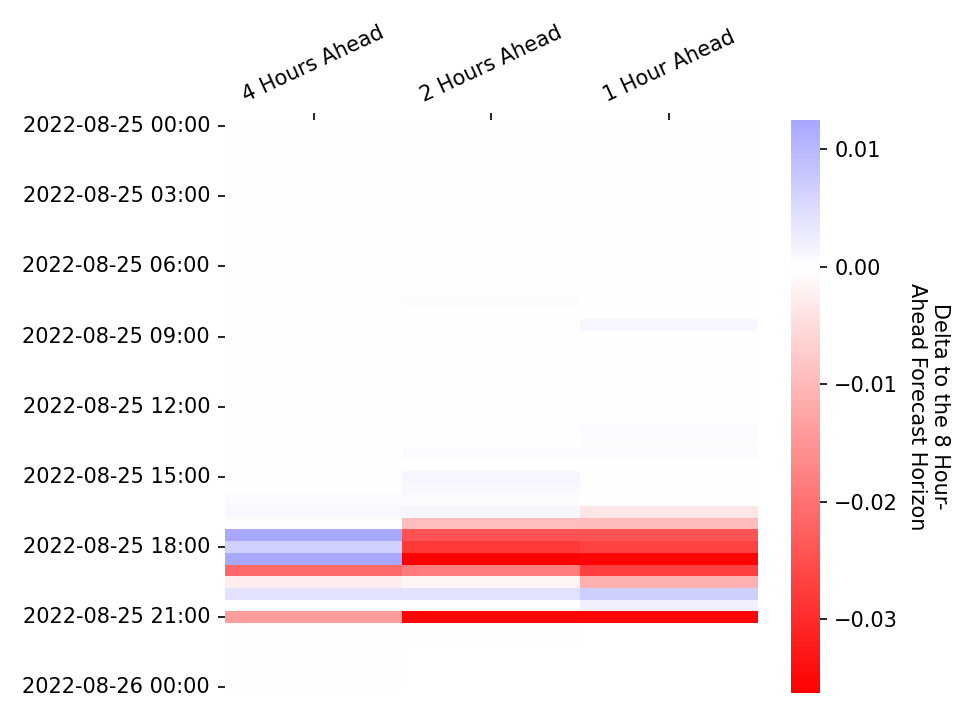 4 Hours Ahead
2 Hours Ahead
1 Hour Ahead
2022-08-25 00:00
2022-08-25 03:00
2022-08-25 06:00
2022-08-25 09:00
2022-08-25 12:00
2022-08-25 15:00
2022-08-25 18:00
2022-08-25 21:00
2022-08-26 00:00
0.01
0.00
−0.01
−0.02
−0.03
Delta to the 8 Hour-
Ahead Forecast Horizon